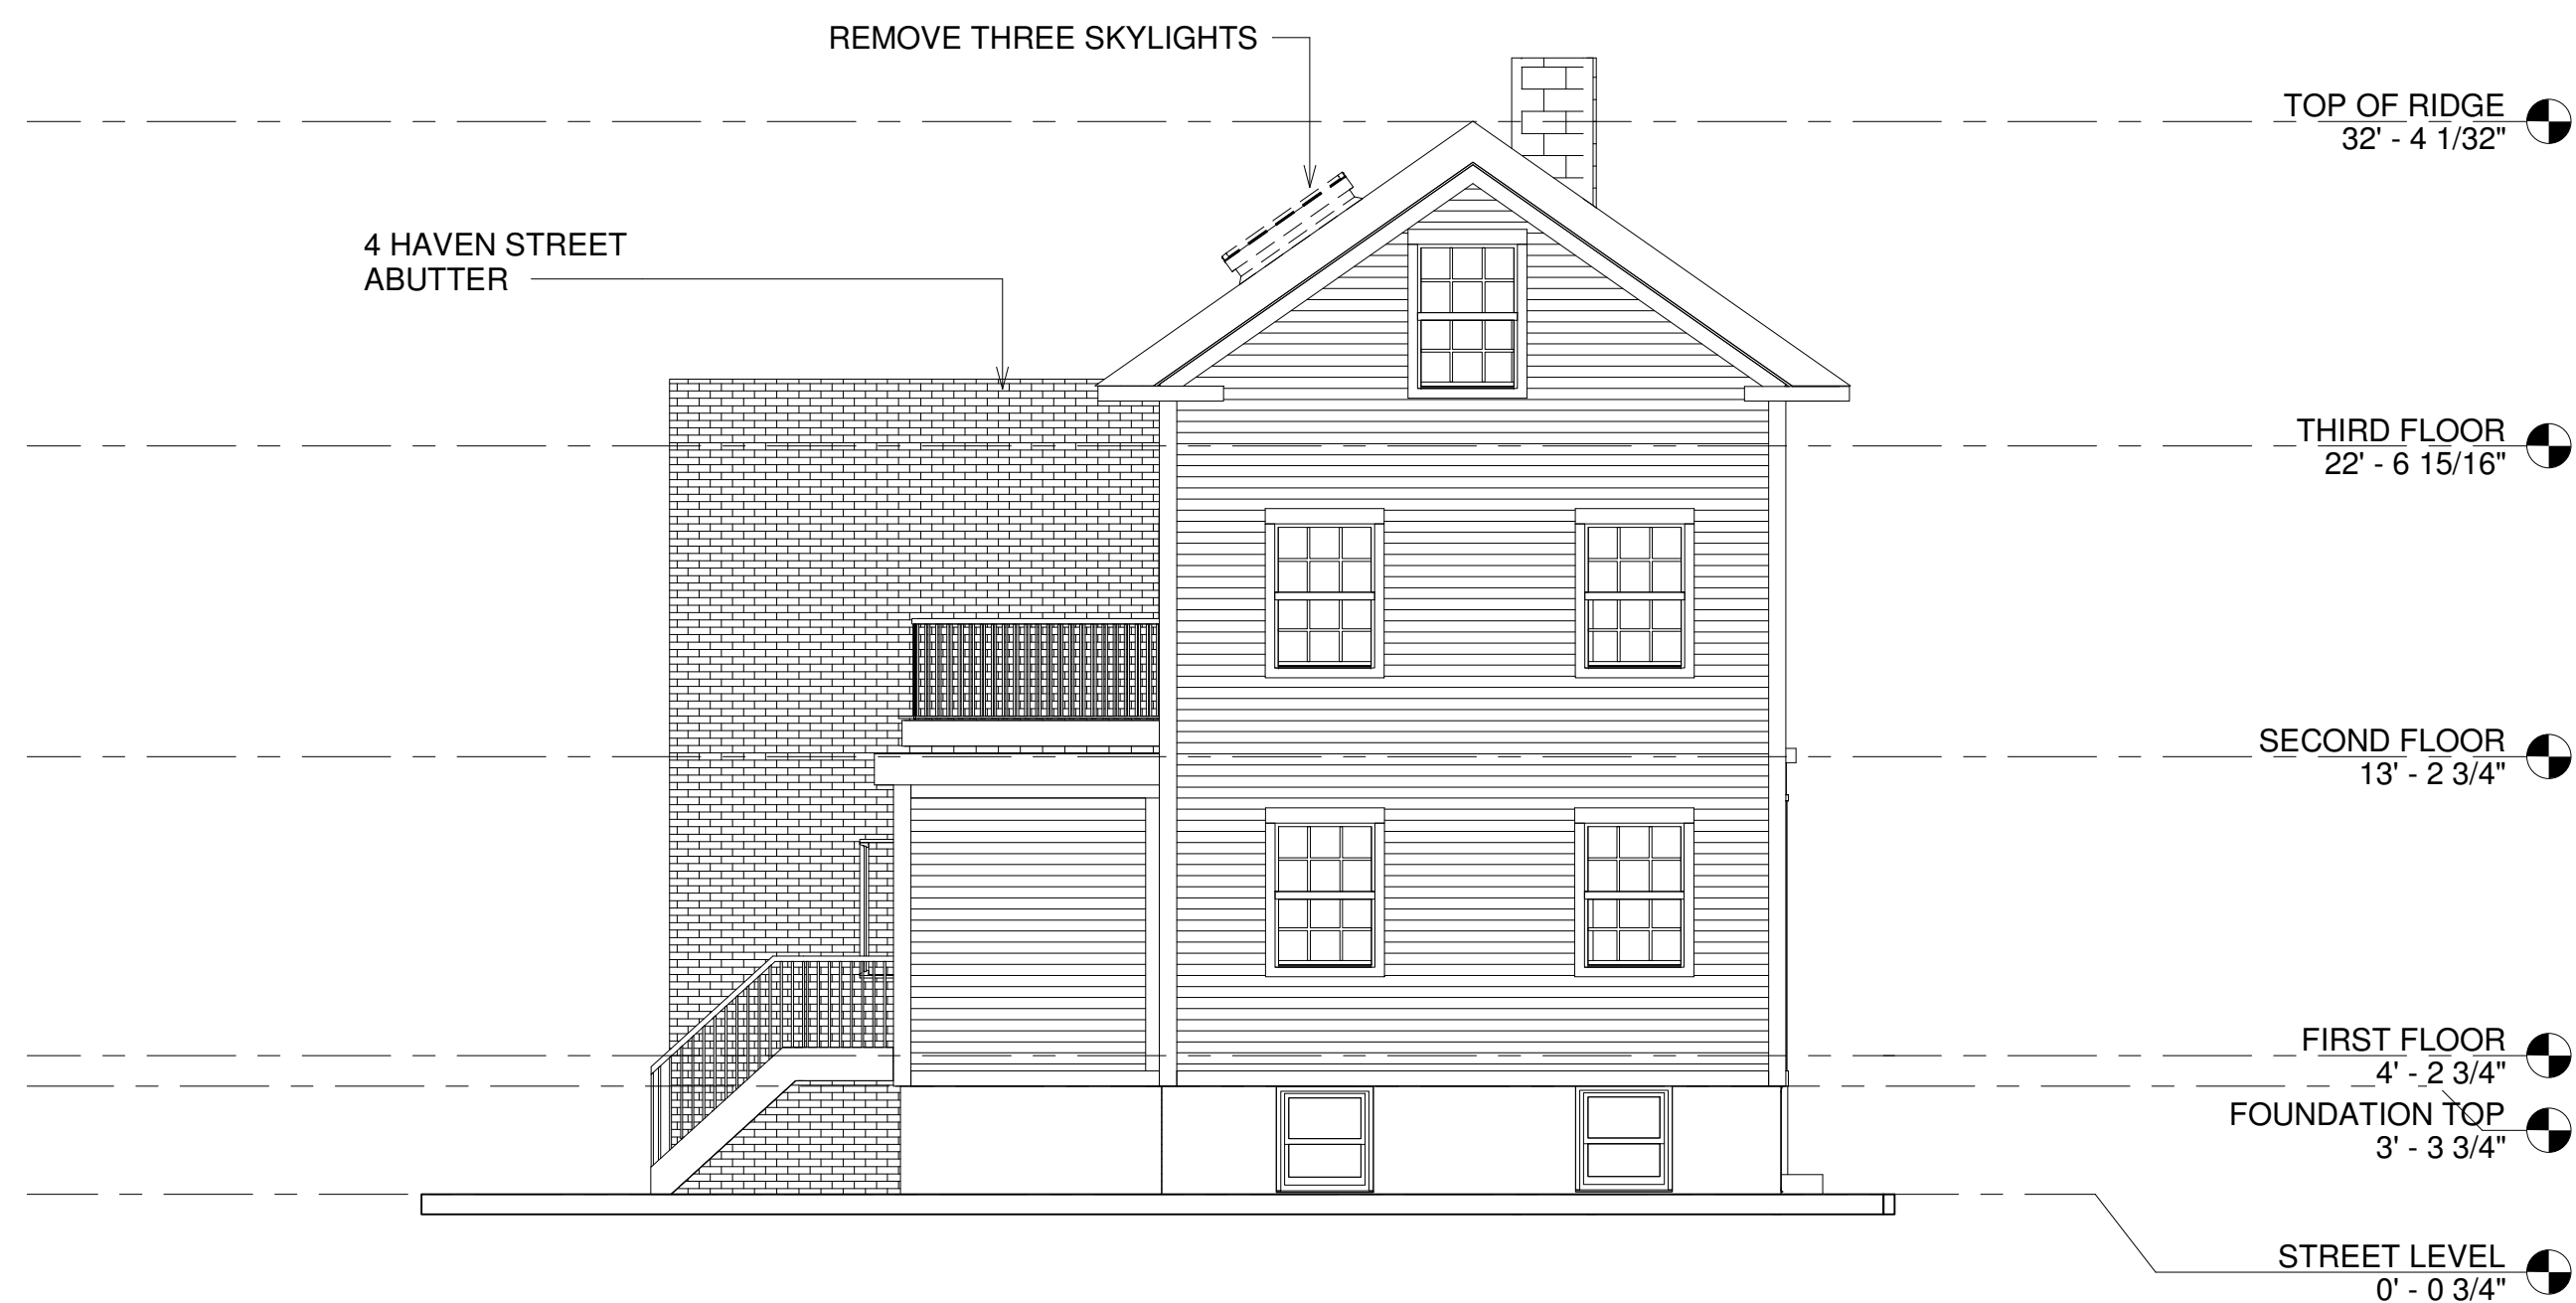 REMOVE THREE SKYLIGHTS
TOP OF RIDGE
32' - 4 1/32"
4 HAVEN STREET
ABUTTER
THIRD FLOOR
22' - 6 15/16"
SECOND FLOOR
13' - 2 3/4"
FIRST FLOOR
4' - 2 3/4"
FOUNDATION TOP
3' - 3 3/4"
STREET LEVEL
0' - 0 3/4"